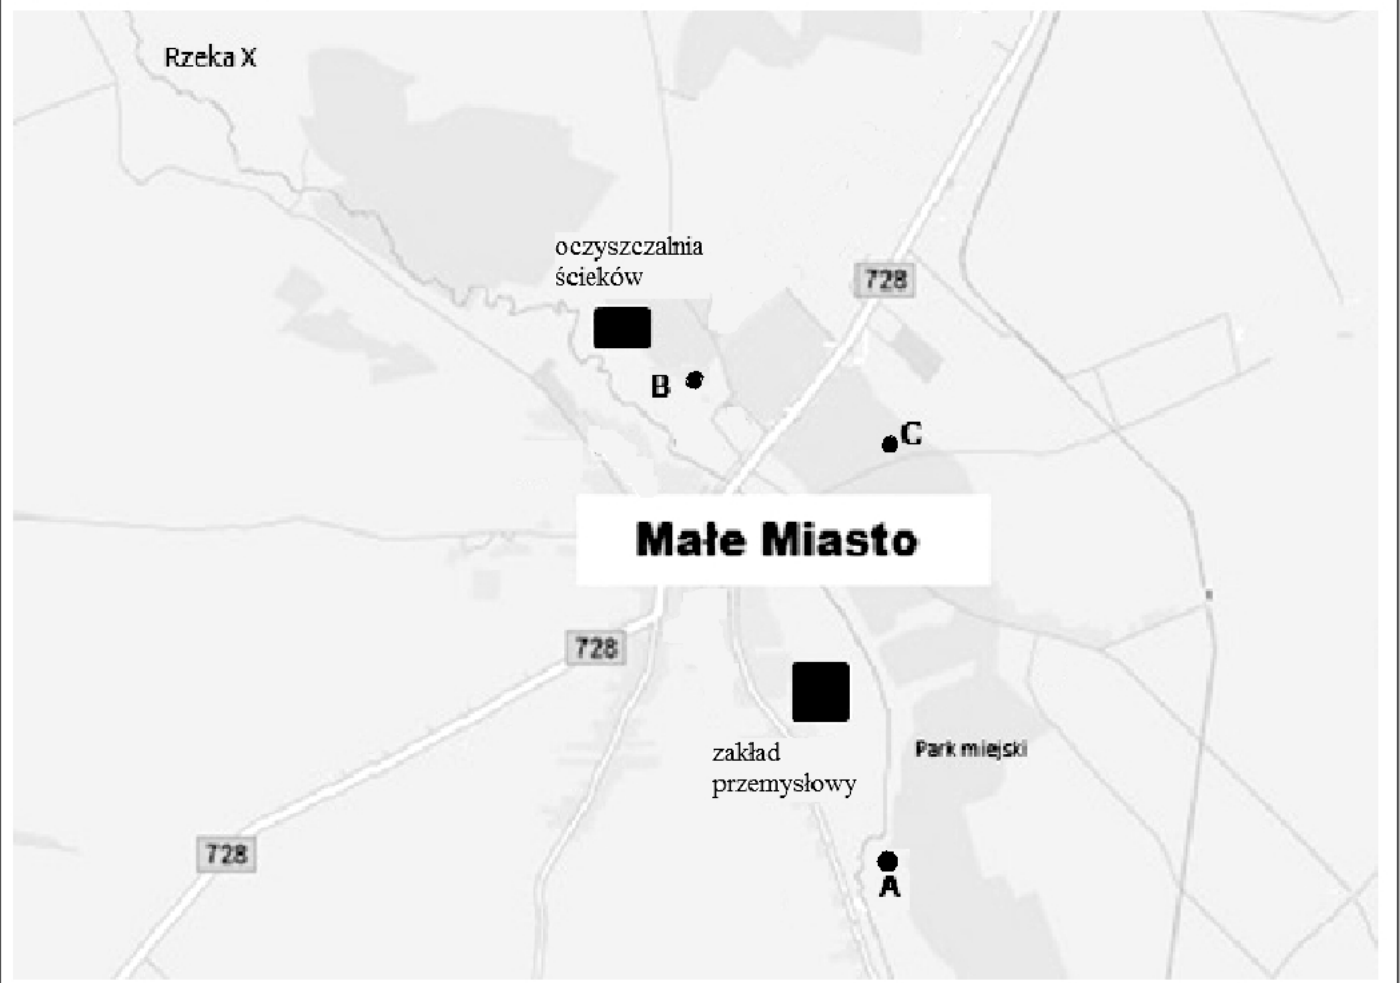 Rzeka X
oczyszczalnia
ścieków
728
B
C
Małe Miasto
728
zakład
przemysłowy
Park miejski
728
A